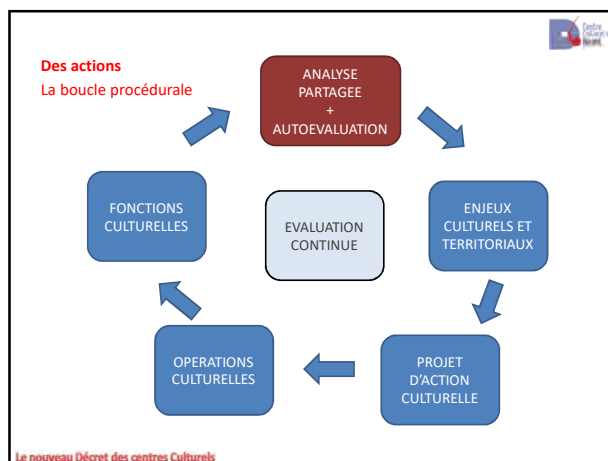 Centre
Des actions
La boucle procédurale
ANALYSE
PARTAGEE
+
AUTOEVALUATION
ENJEUX
CULTURELS ET
TERRITORIAUX
PROJET
D’ACTION
CULTURELLE
OPERATIONS
CULTURELLES
FONCTIONS
CULTURELLES
EVALUATION
CONTINUE
Le nouveau Décret des centres Culturels